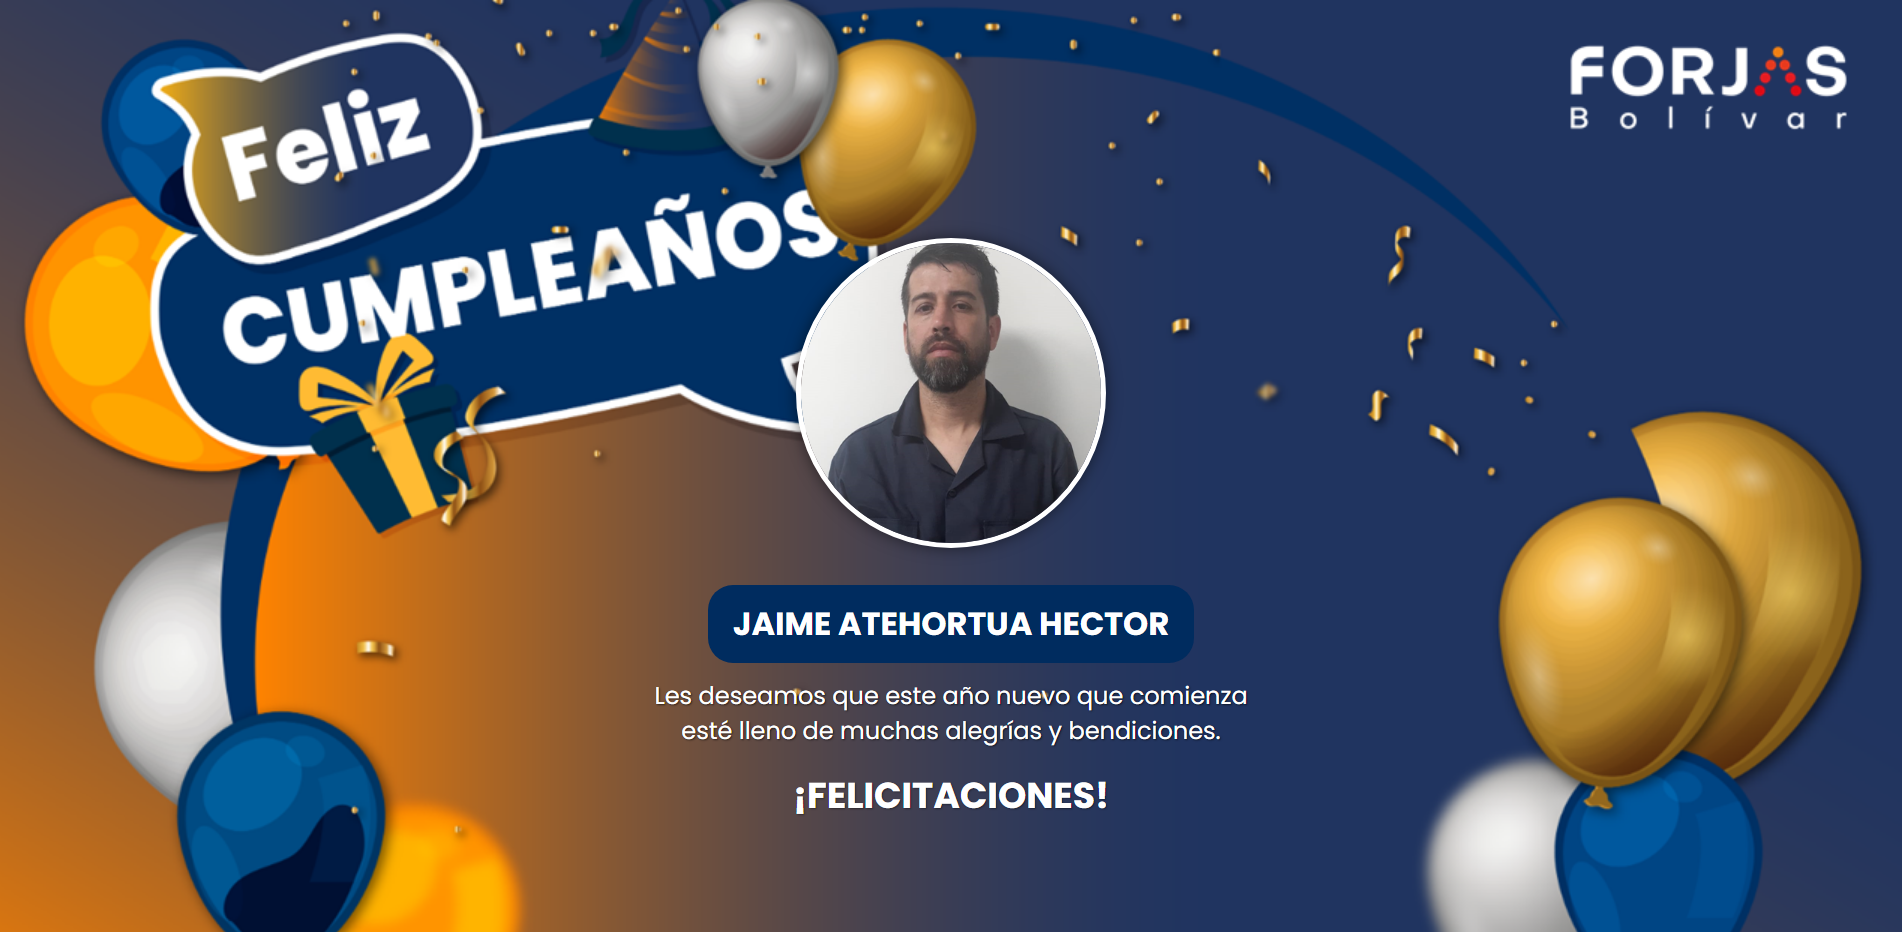 Feliz
CUMPLEAÑOS
FORJAS
Bolívar
JAIME ATEHORTUA HECTOR
Les deseamos que este año nuevo que comienza
esté lleno de muchas alegrías y bendiciones.
¡FELICITACIONES!